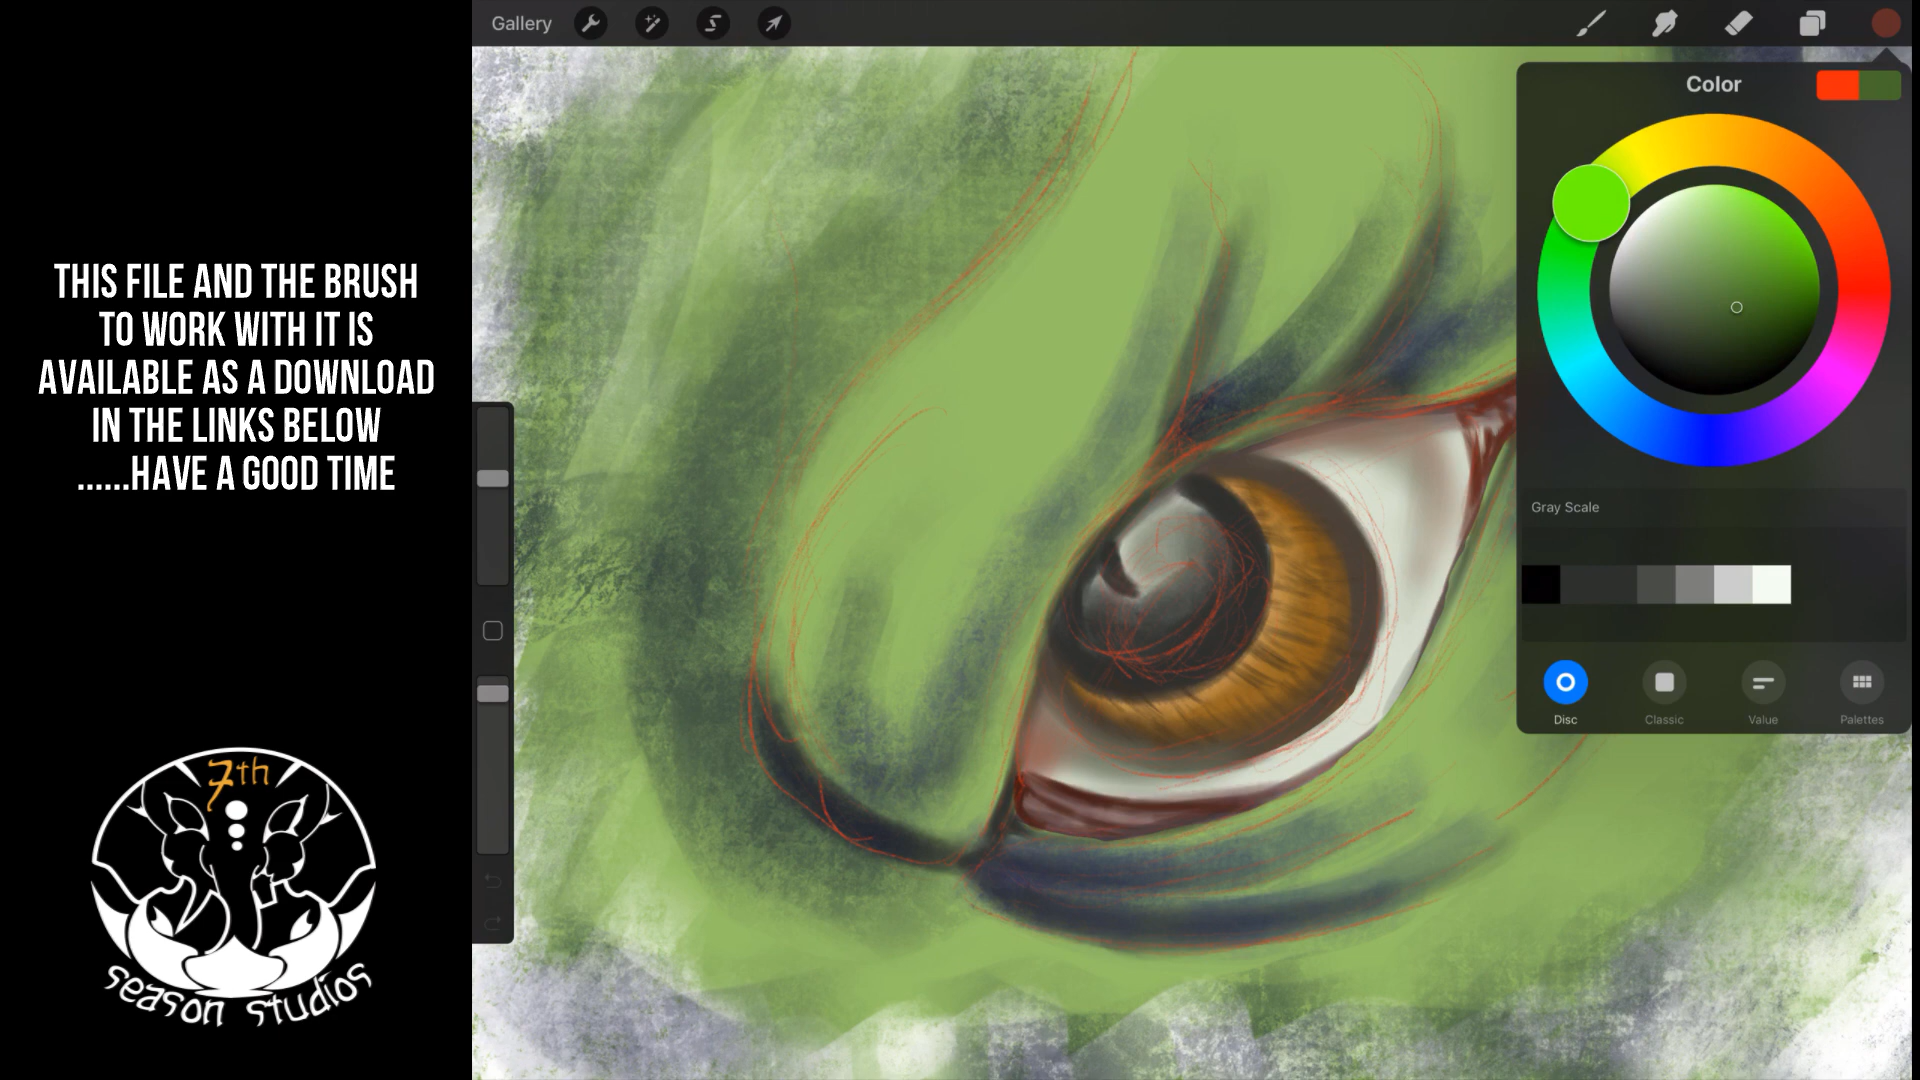 Gallery
Color
THIS FILE AND THE BRUSH
TO WORK WITH IT IS
AVAILABLE AS A DOWNLOAD
IN THE LINKS BELOW
......HAVE A GOOD TIME
Gray Scale
Disc
Classic
Value
Palettes
7th
season studios